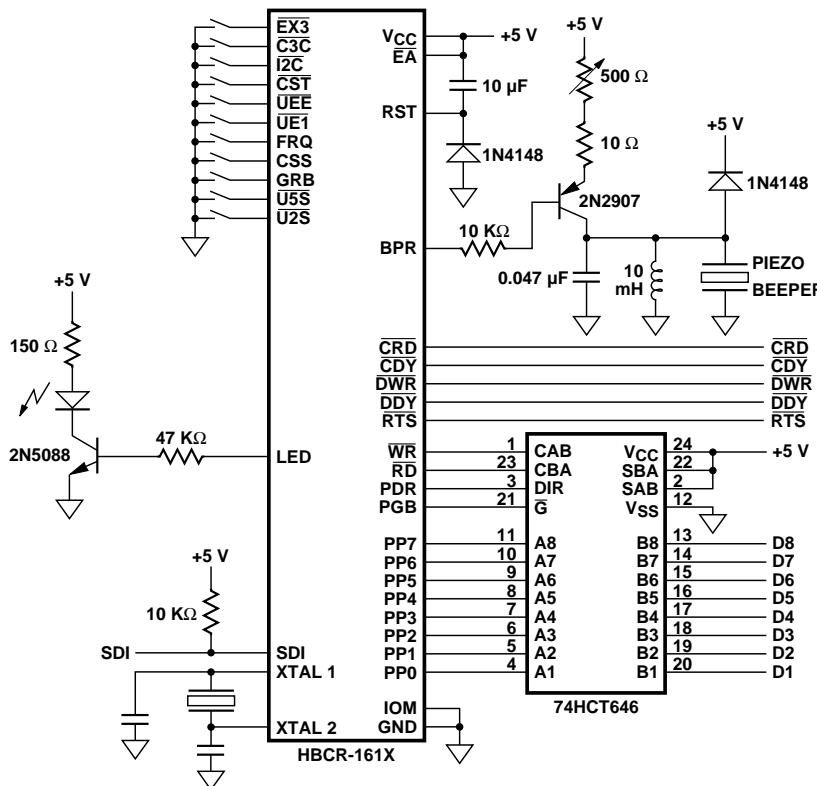 EX3
C3C
I2C
CST
UEE
UE1
FRQ
CSS
GRB
U5S
U2S
VCC
EA
+5 V
10 µF
RST
1N4148
+5 V
500 Ω
10 Ω
2N2907
+5 V
1N4148
BPR
10 KΩ
0.047 µF
10
mH
PIEZO
BEEPER
+5 V
150 Ω
2N5088
47 KΩ
LED
CRD
CDY
DWR
DDY
RTS
CRD
CDY
DWR
DDY
RTS
WR 1 CAB VCC 24 +5 V
RD 23 CBA SBA 22
PDR 3 DIR SAB 2
PGB 21 G VSS 12
PP7 11 A8 B8 13 D8
PP6 10 A7 B7 14 D7
PP5 9 A6 B6 15 D6
PP4 8 A5 B5 16 D5
PP3 7 A4 B4 17 D4
PP2 6 A3 B3 18 D3
PP1 5 A2 B2 19 D2
PP0 4 A1 B1 20 D1
+5 V
10 KΩ
SDI SDI
XTAL 1
XTAL 2
IOM
GND
HBCR-161X
74HCT646